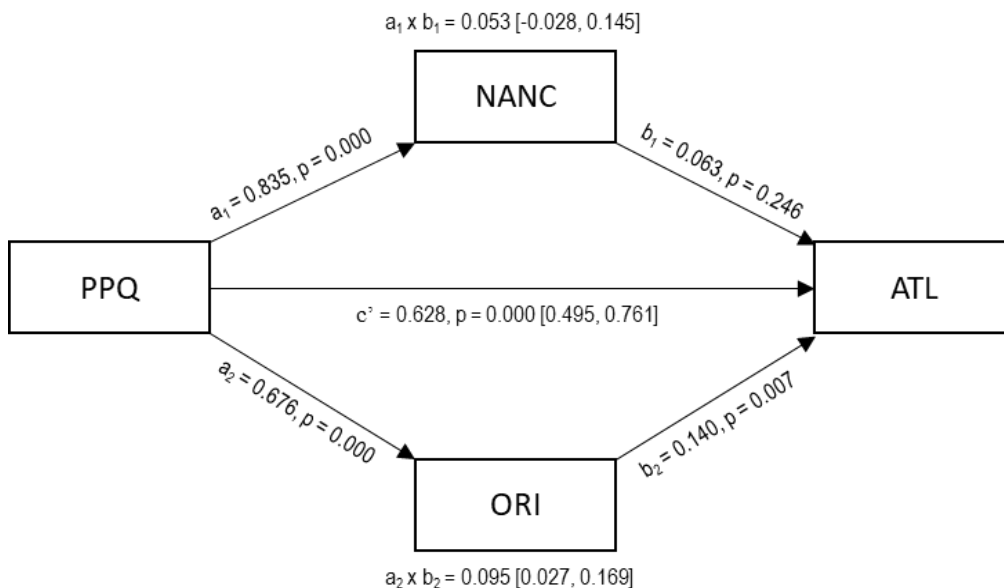 a₁ x b₁ = 0.053 [-0.028, 0.145]
NANC
a₁ = 0.835, p = 0.000
b₁ = 0.063, p = 0.246
PPQ
ATL
c' = 0.628, p = 0.000 [0.495, 0.761]
a₂ = 0.676, p = 0.000
b₂ = 0.140, p = 0.007
ORI
a₂ x b₂ = 0.095 [0.027, 0.169]